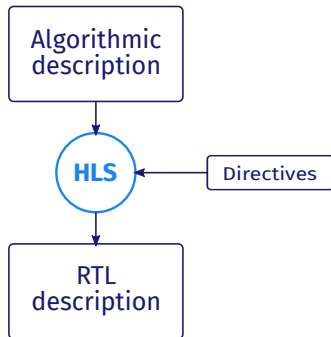 Algorithmic
description
HLS
Directives
RTL
description